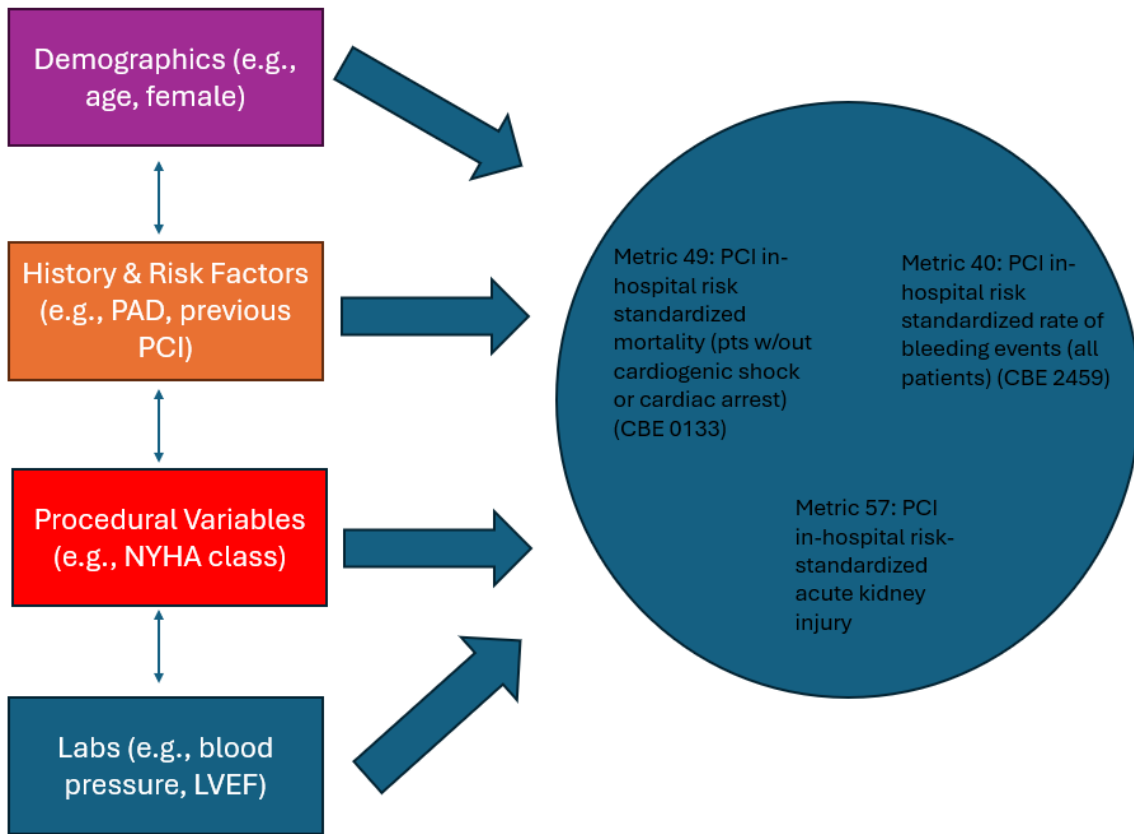 Demographics (e.g.,
age, female)
History & Risk Factors
(e.g., PAD, previous
PCI)
Procedural Variables
(e.g., NYHA class)
Labs (e.g., blood
pressure, LVEF)
Metric 49: PCI in-
hospital risk
standardized
mortality (pts w/out
cardiogenic shock
or cardiac arrest)
(CBE 0133)
Metric 40: PCI in-
hospital risk
standardized rate of
bleeding events (all
patients) (CBE 2459)
Metric 57: PCI
in-hospital risk-
standardized
acute kidney
injury